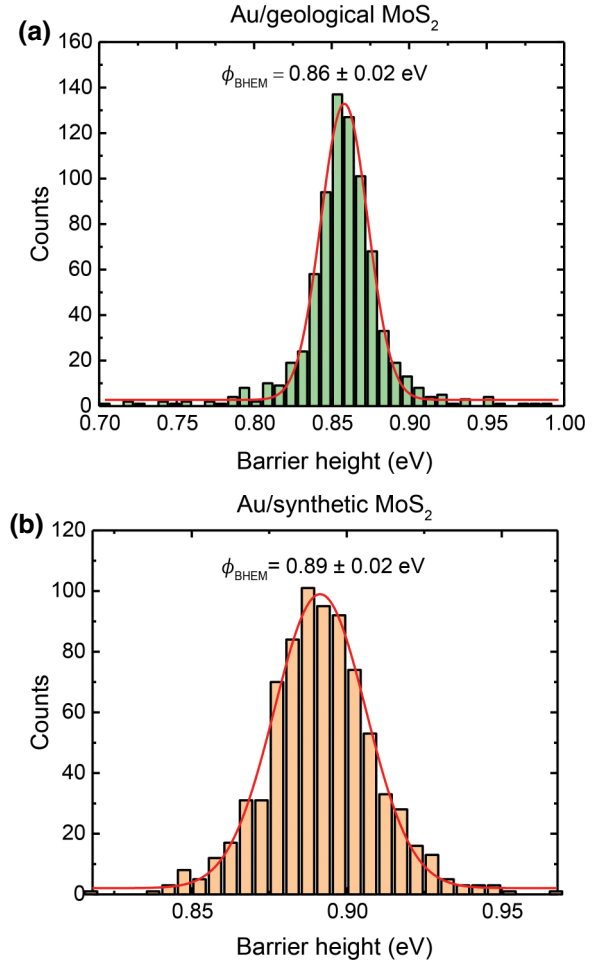 (a)
Au/geological MoS₂
ϕBHEM = 0.86 ± 0.02 eV
Counts
160
140
120
100
80
60
40
20
0
0.70 0.75 0.80 0.85 0.90 0.95 1.00
Barrier height (eV)
(b)
Au/synthetic MoS₂
ϕBHEM = 0.89 ± 0.02 eV
Counts
120
100
80
60
40
20
0
0.85 0.90 0.95
Barrier height (eV)